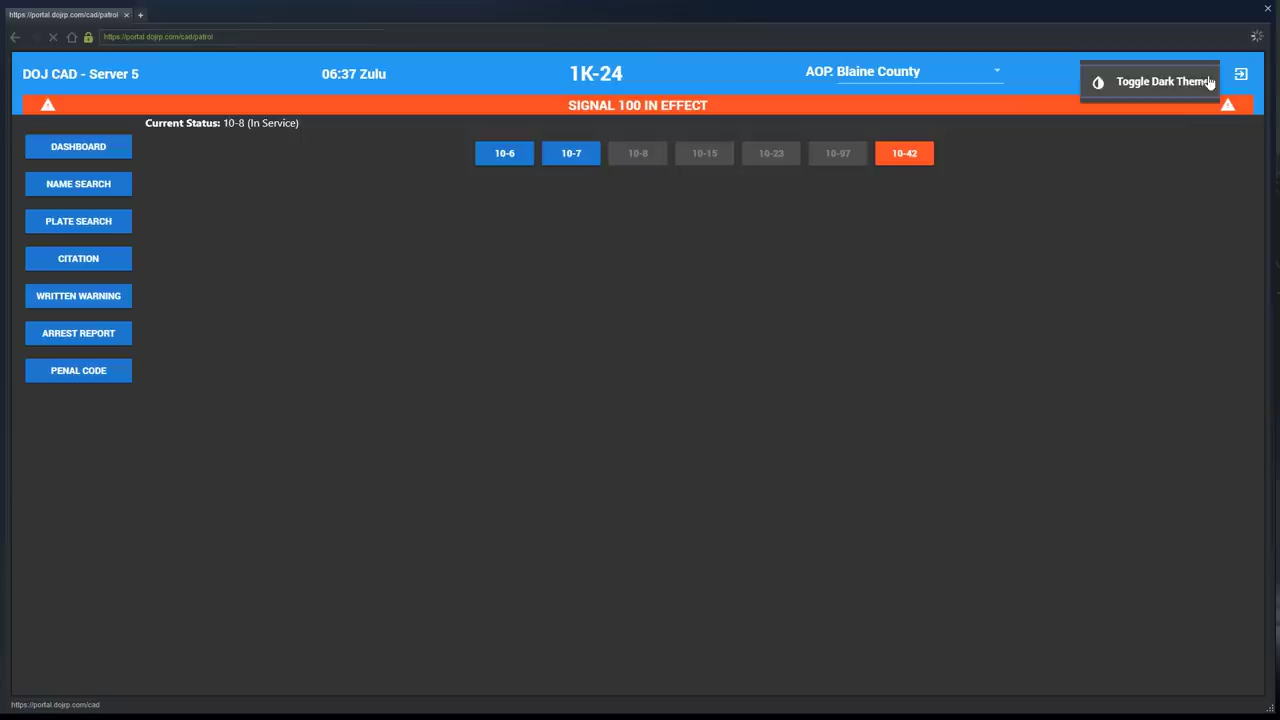 https://portal.dojrp.com/cad/patrol
https://portal.dojrp.com/cad/patrol
DOJ CAD - Server 5
06:37 Zulu
1K-24
AOP: Blaine County
Toggle Dark Theme
SIGNAL 100 IN EFFECT
Current Status: 10-8 (In Service)
10-6
10-7
10-8
10-15
10-23
10-97
10-42
DASHBOARD
NAME SEARCH
PLATE SEARCH
CITATION
WRITTEN WARNING
ARREST REPORT
PENAL CODE
https://portal.dojrp.com/cad